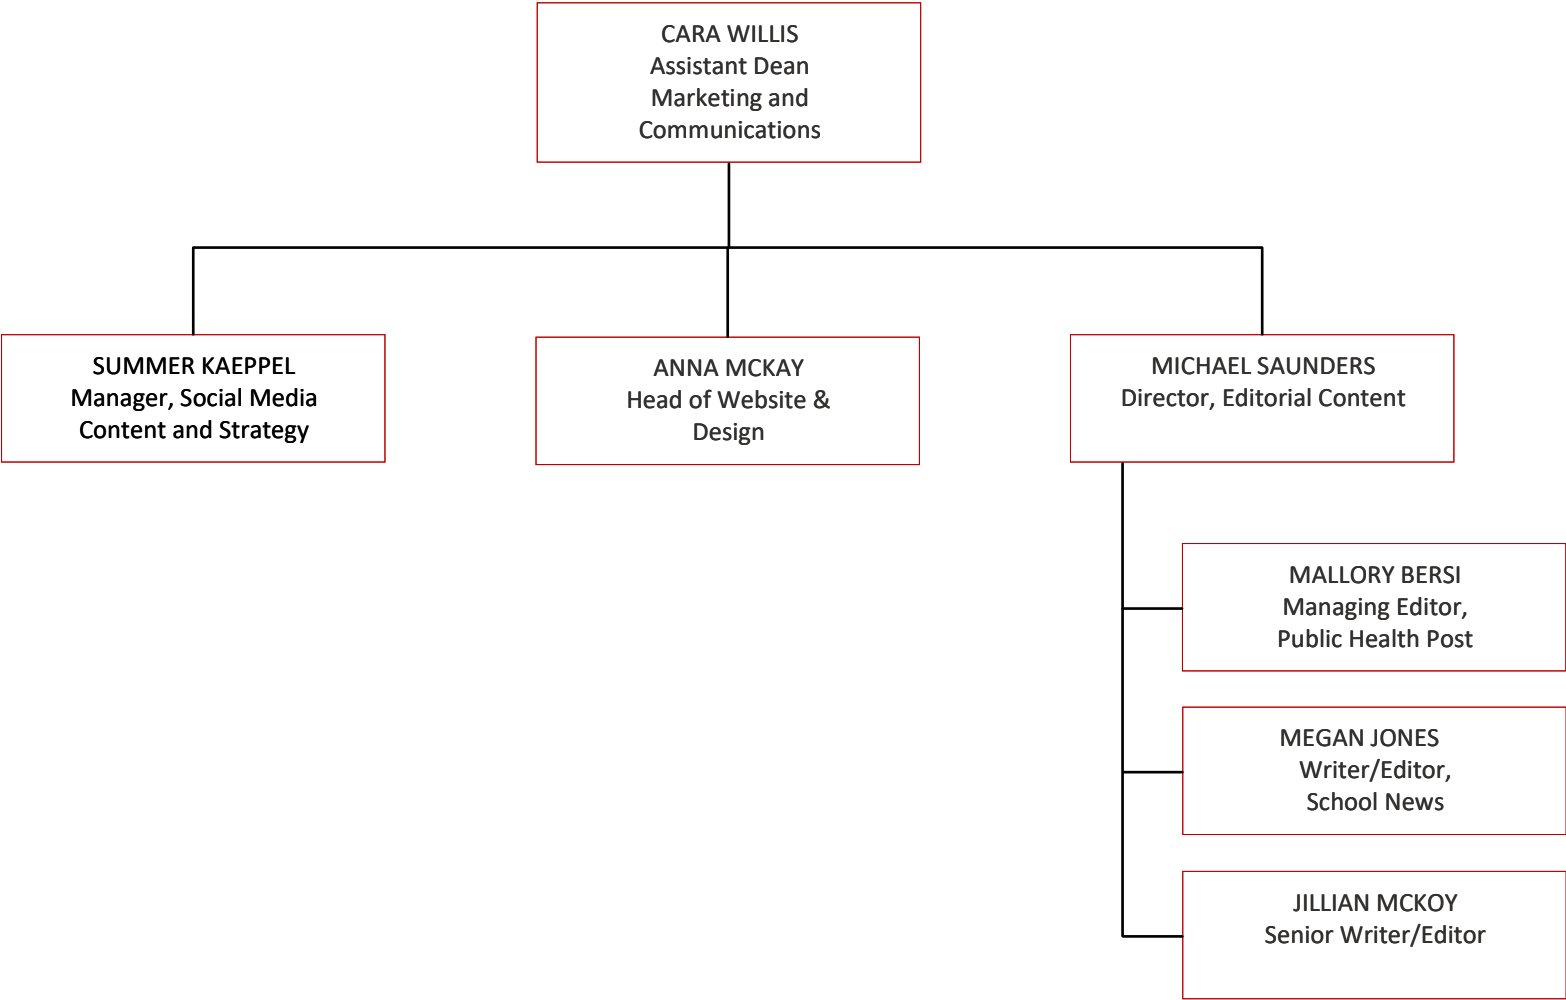 CARA WILLIS
Assistant Dean
Marketing and
Communications
SUMMER KAEPPEL
Manager, Social Media
Content and Strategy
ANNA MCKAY
Head of Website &
Design
MICHAEL SAUNDERS
Director, Editorial Content
MALLORY BERSI
Managing Editor,
Public Health Post
MEGAN JONES
Writer/Editor,
School News
JILLIAN MCKOY
Senior Writer/Editor